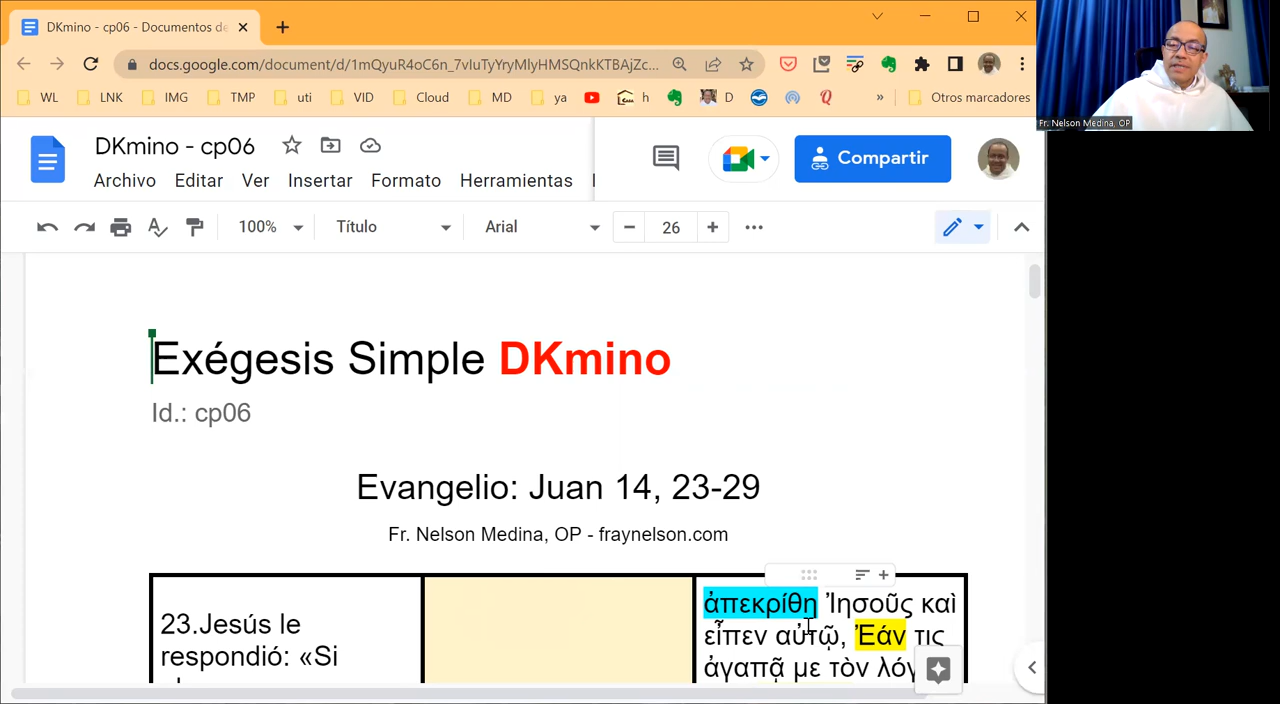 DKmino - cp06 - Documentos de
docs.google.com/document/d/1mQyuR4oC6n_7VuTyYryMlyHMSQnkKTBAjZc...
WL LNK IMG TMP uti VID Cloud MD ya h D » Otros marcadores
Fr. Nelson Medina, OP
DKmino - cp06
Compartir
Archivo Editar Ver Insertar Formato Herramientas
100% Título Arial 26
Exégesis Simple DKmino
Id.: cp06
Evangelio: Juan 14, 23-29
Fr. Nelson Medina, OP - fraynelson.com
23.Jesús le
respondió: «Si
ἀπεκρίθη Ἰησοῦς καὶ
εἶπεν αὐτῷ, Ἐάν τις
ἀγαπᾷ με τὸν λόγ